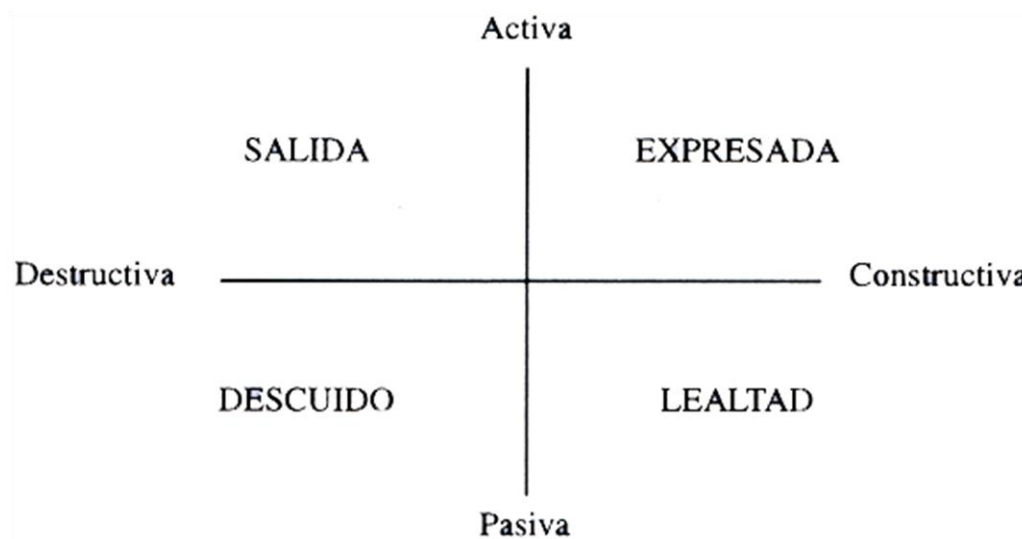 Activa
SALIDA EXPRESADA
Destructiva Constructiva
DESCUIDO LEALTAD
Pasiva